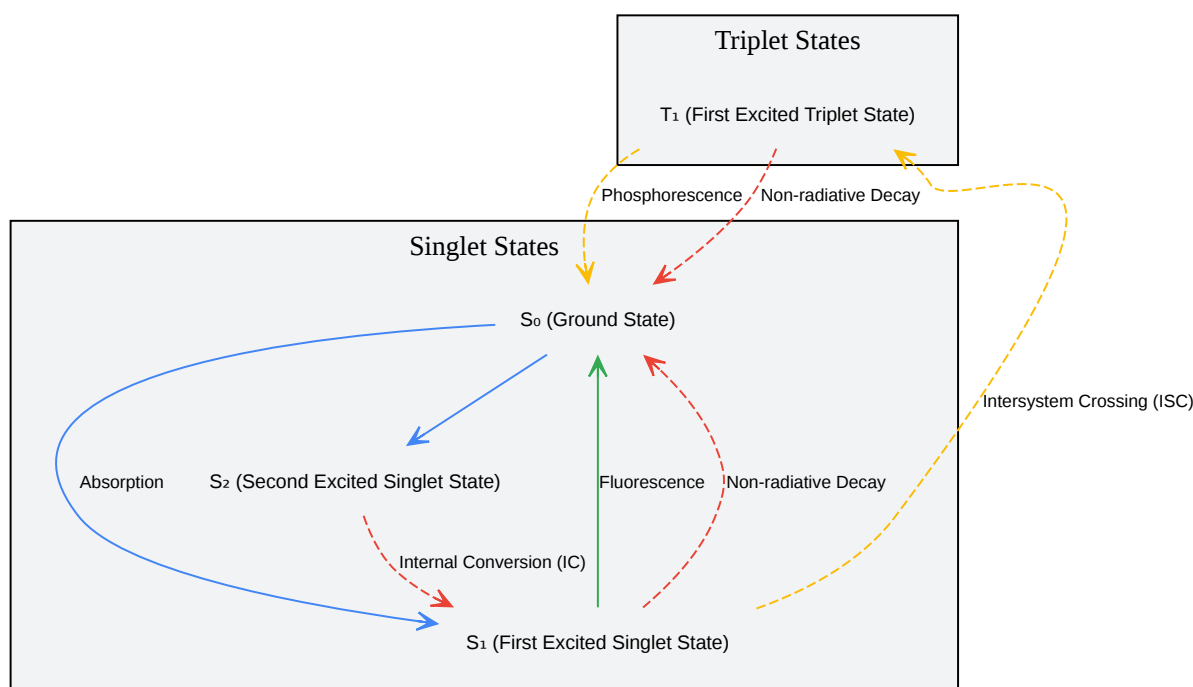 Triplet States
T₁ (First Excited Triplet State)
Phosphorescence
Non-radiative Decay
Singlet States
S₀ (Ground State)
Intersystem Crossing (ISC)
Absorption
S₂ (Second Excited Singlet State)
Fluorescence
Non-radiative Decay
Internal Conversion (IC)
S₁ (First Excited Singlet State)